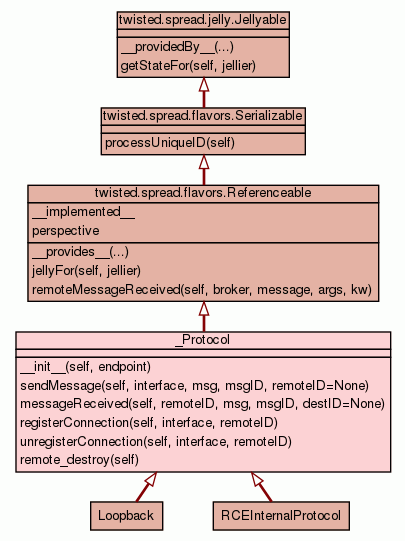 twisted.spread.jelly.Jellyable
__providedBy__(...)
getStateFor(self, jellier)
twisted.spread.flavors.Serializable
processUniqueID(self)
twisted.spread.flavors.Referenceable
__implemented__
perspective
__provides__(...)
jellyFor(self, jellier)
remoteMessageReceived(self, broker, message, args, kw)
_Protocol
__init__(self, endpoint)
sendMessage(self, interface, msg, msgID, remoteID=None)
messageReceived(self, remoteID, msg, msgID, destID=None)
registerConnection(self, interface, remoteID)
unregisterConnection(self, interface, remoteID)
remote_destroy(self)
Loopback
RCEInternalProtocol